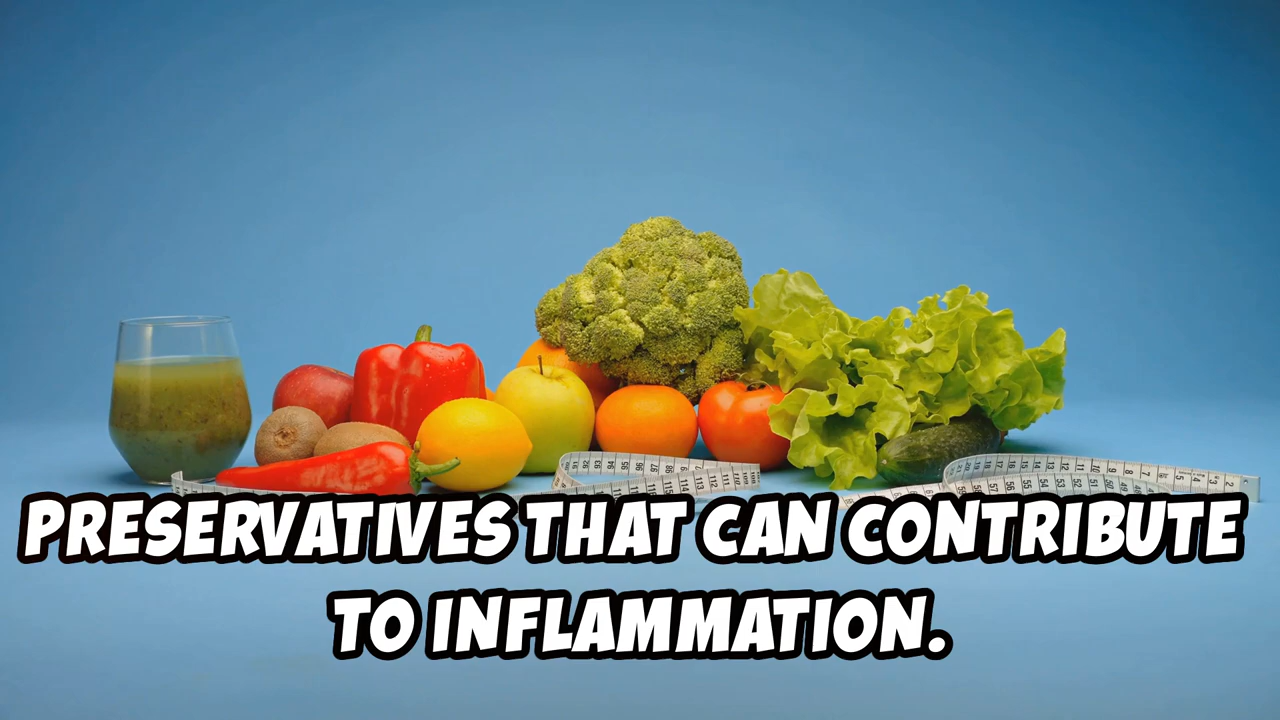 PRESERVATIVES THAT CAN CONTRIBUTE
TO INFLAMMATION.